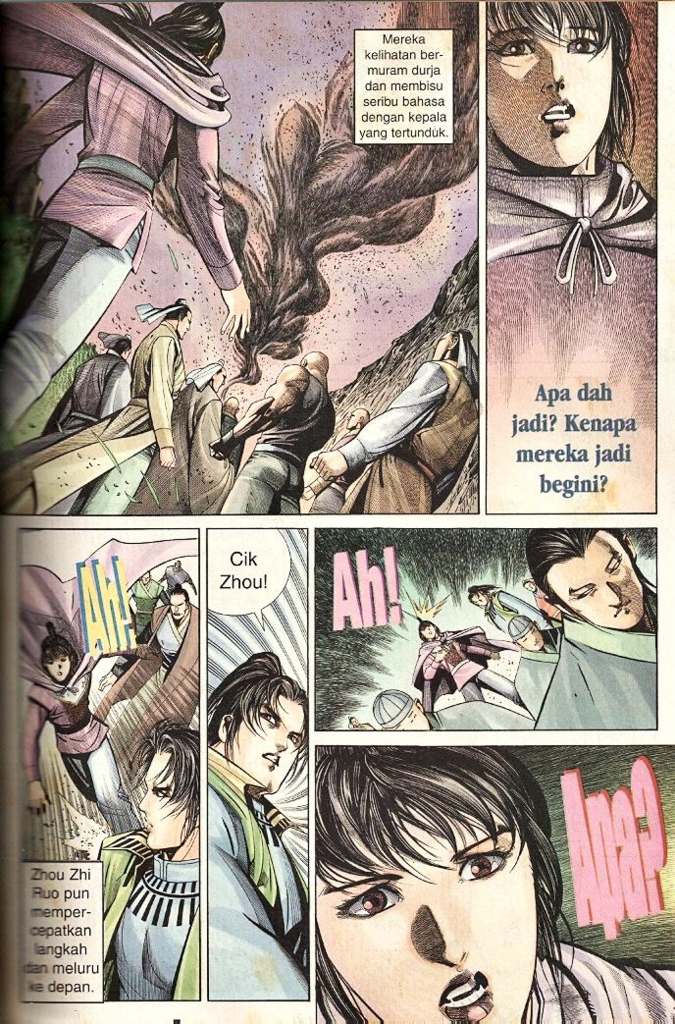 Mereka
kelihatan ber-
muram durja
dan membisu
seribu bahasa
dengan kepala
yang tertunduk.
Apa dah
jadi? Kenapa
mereka jadi
begini?
Ah!
Zhou Zhi
Ruo pun
memper-
cepatkan
langkah
dan meluru
ke depan.
Cik
Zhou!
Ah!
Apa?